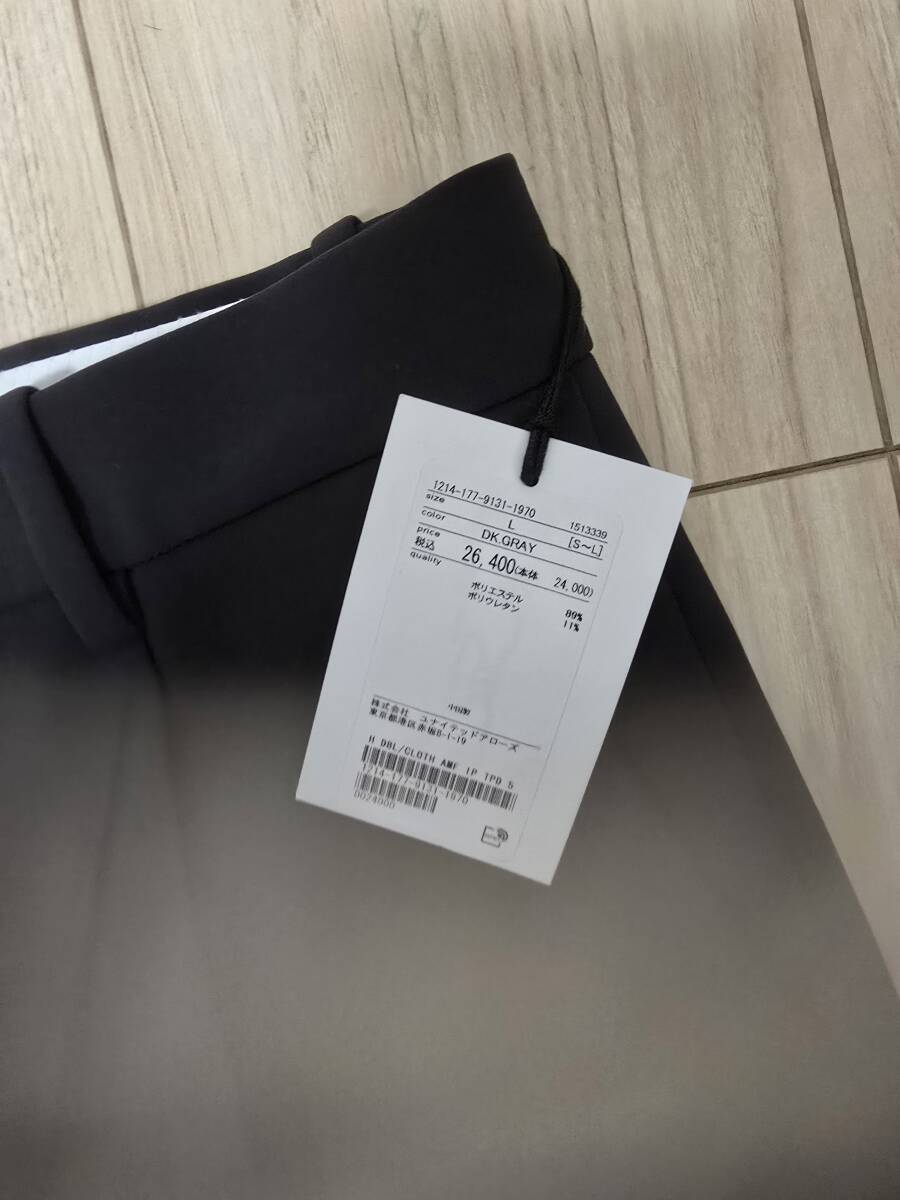 1214-177-9131-1970 1513339
size L [S～L]
color DK.GRAY
price 税込 26,400(本体 24,000)
quality
ポリエステル 89%
ポリウレタン 11%
中国製
株式会社 ユナイテッドアローズ
東京都港区赤坂8-1-19
H DBL/CLOTH AMF 1P TPD 5
1214-177-9131-1970
0024000